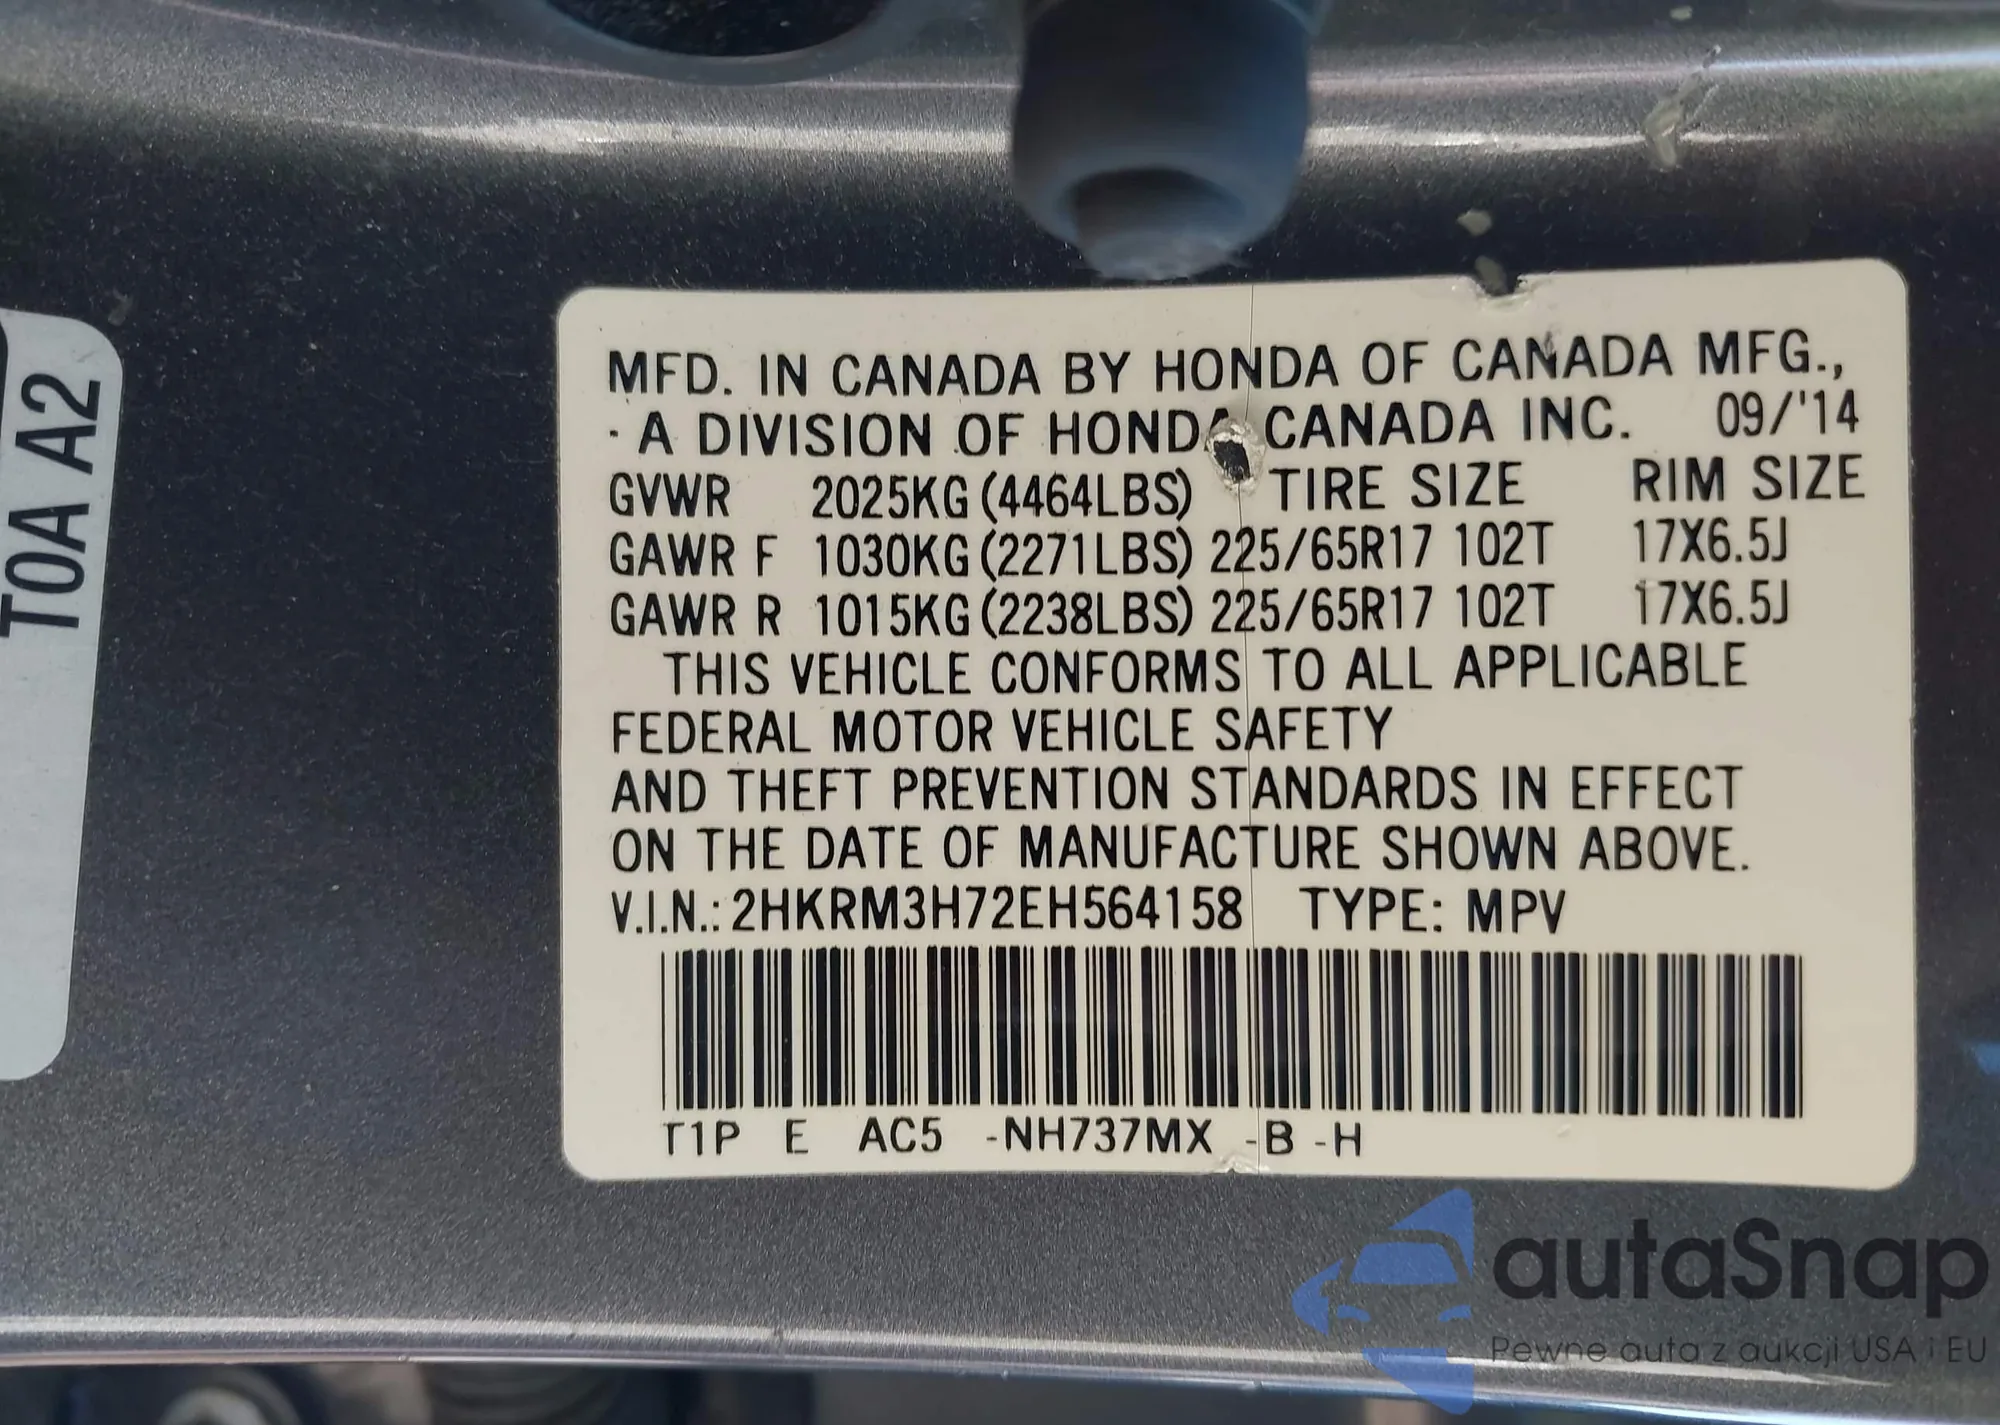 MFD. IN CANADA BY HONDA OF CANADA MFG.,
· A DIVISION OF HONDA CANADA INC. 09/'14
GVWR 2025KG (4464LBS) TIRE SIZE RIM SIZE
GAWR F 1030KG (2271LBS) 225/65R17 102T 17X6.5J
GAWR R 1015KG (2238LBS) 225/65R17 102T 17X6.5J
THIS VEHICLE CONFORMS TO ALL APPLICABLE
FEDERAL MOTOR VEHICLE SAFETY
AND THEFT PREVENTION STANDARDS IN EFFECT
ON THE DATE OF MANUFACTURE SHOWN ABOVE.
V.I.N.: 2HKRM3H72EH564158 TYPE: MPV
T1P E AC5 -NH737MX -B -H
T0A A2
autaSnap
Pewne auta z aukcji USA i EU